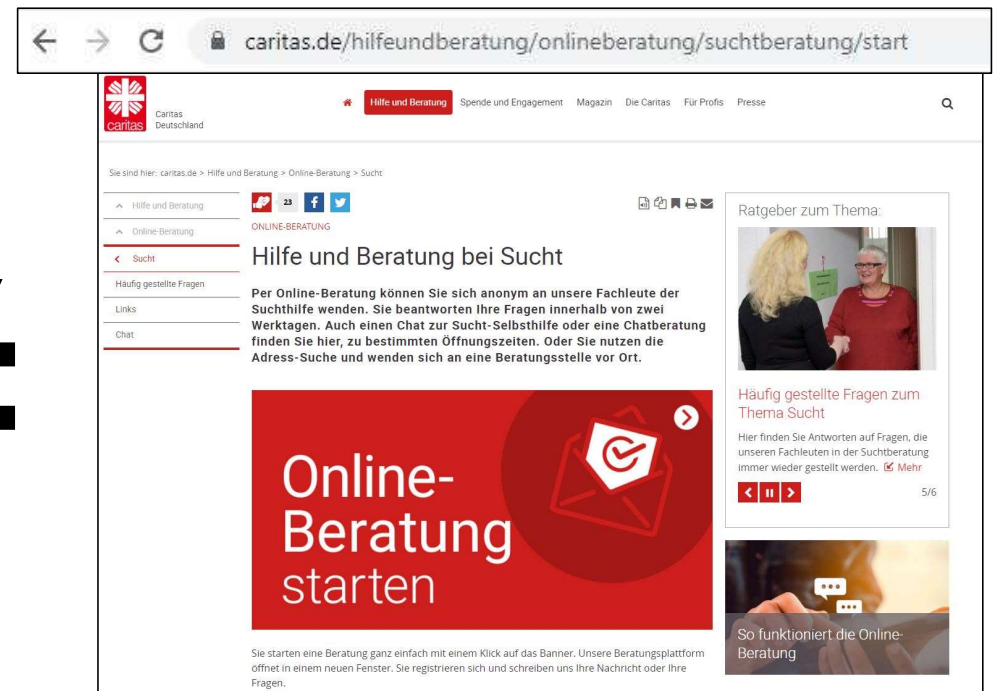 caritas.de/hilfeundberatung/onlineberatung/suchtberatung/start
caritas
Caritas
Deutschland
Hilfe und Beratung Spende und Engagement Magazin Die Caritas Für Profis Presse
Sie sind hier: caritas.de > Hilfe und Beratung > Online-Beratung > Sucht
Hilfe und Beratung
Online-Beratung
Sucht
Häufig gestellte Fragen
Links
Chat
23
ONLINE-BERATUNG
Hilfe und Beratung bei Sucht
Per Online-Beratung können Sie sich anonym an unsere Fachleute der
Suchthilfe wenden. Sie beantworten Ihre Fragen innerhalb von zwei
Werktagen. Auch einen Chat zur Sucht-Selbsthilfe oder eine Chatberatung
finden Sie hier, zu bestimmten Öffnungszeiten. Oder Sie nutzen die
Adress-Suche und wenden sich an eine Beratungsstelle vor Ort.
Online-
Beratung
starten
Sie starten eine Beratung ganz einfach mit einem Klick auf das Banner. Unsere Beratungsplattform
öffnet in einem neuen Fenster. Sie registrieren sich und schreiben uns Ihre Nachricht oder Ihre
Fragen.
Ratgeber zum Thema:
Häufig gestellte Fragen zum
Thema Sucht
Hier finden Sie Antworten auf Fragen, die
unseren Fachleuten in der Suchtberatung
immer wieder gestellt werden. Mehr
5/6
So funktioniert die Online-
Beratung